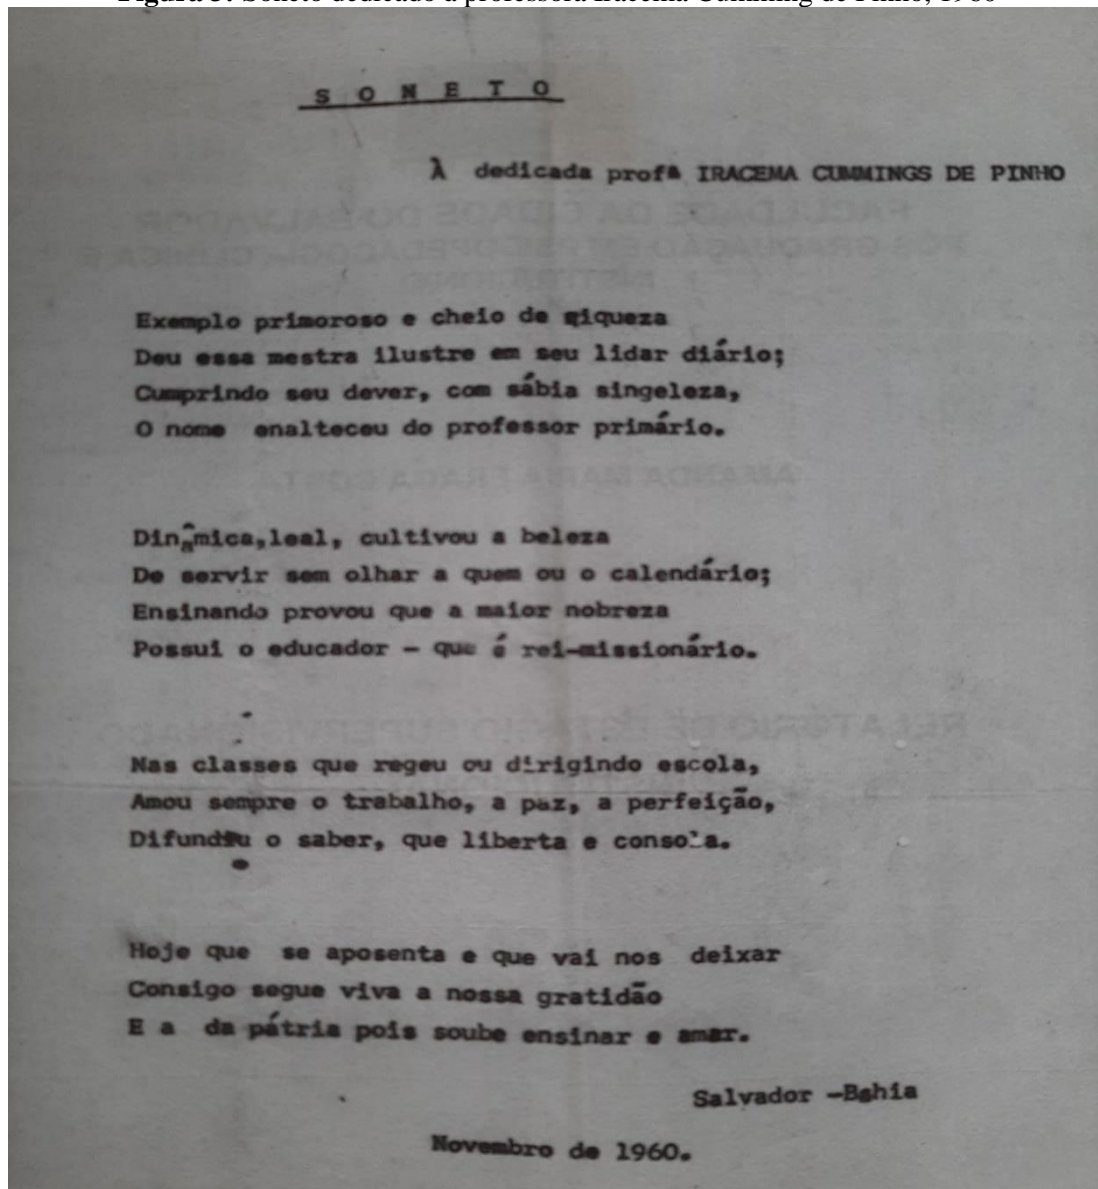 S O N E T O
À dedicada profª IRACEMA CUMMINGS DE PINHO
Exemplo primoroso e cheio de riqueza
Deu essa mestra ilustre em seu lidar diário;
Cumprindo seu dever, com sábia singeleza,
O nome enalteceu do professor primário.
Dinâmica,leal, cultivou a beleza
De servir sem olhar a quem ou o calendário;
Ensinando provou que a maior nobreza
Possui o educador - que é rei-missionário.
Nas classes que regeu ou dirigindo escola,
Amou sempre o trabalho, a paz, a perfeição,
Difundiu o saber, que liberta e consola.
Hoje que se aposenta e que vai nos deixar
Consigo segue viva a nossa gratidão
E a da pátria pois soube ensinar e amar.
Salvador -Bahia
Novembro de 1960.